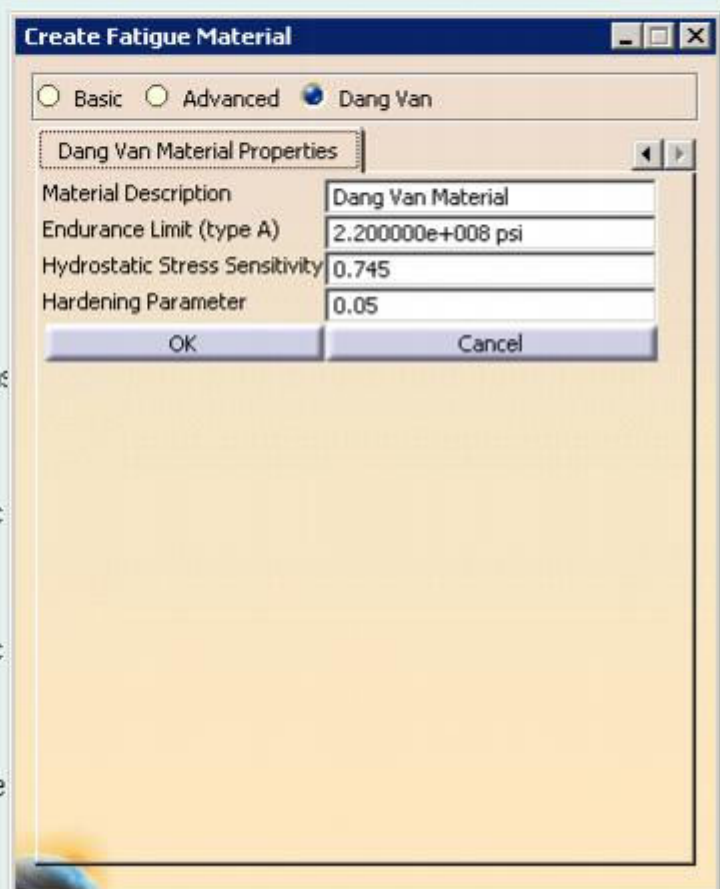 Create Fatigue Material
Basic Advanced Dang Van
Dang Van Material Properties
Material Description Dang Van Material
Endurance Limit (type A) 2.200000e+008 psi
Hydrostatic Stress Sensitivity 0.745
Hardening Parameter 0.05
OK Cancel